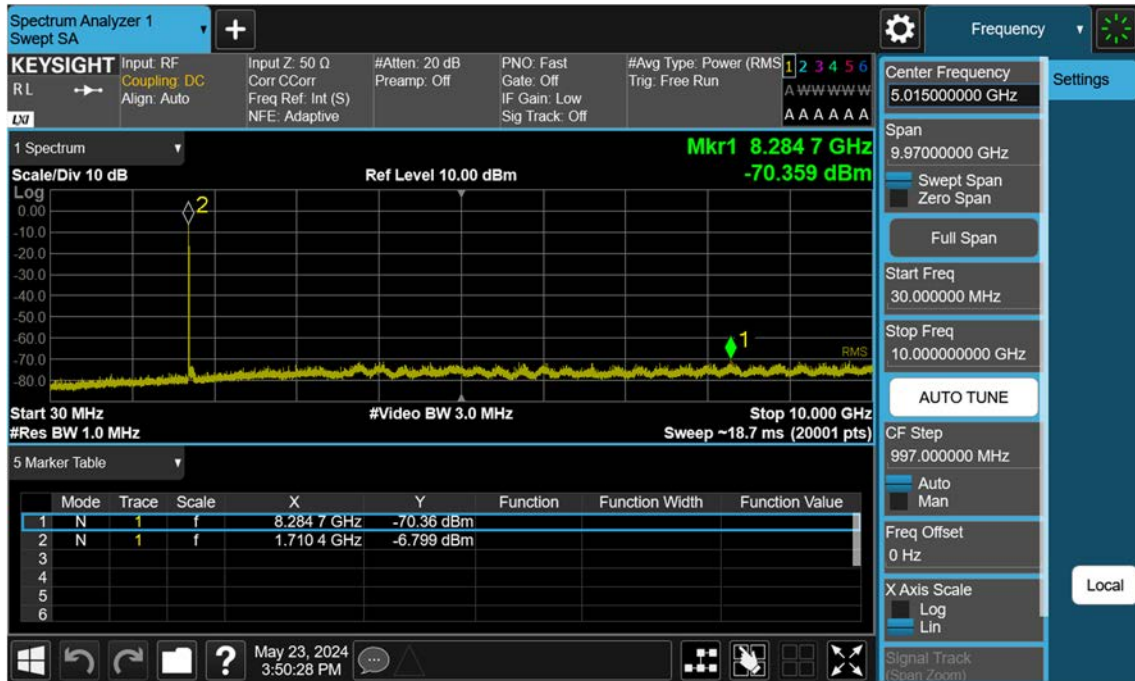 Spectrum Analyzer 1
Swept SA
Frequency
KEYSIGHT
R L
LXI
Input: RF
Coupling: DC
Align: Auto
Input Z: 50 Ω
Corr CCorr
Freq Ref: Int (S)
NFE: Adaptive
#Atten: 20 dB
Preamp: Off
PNO: Fast
Gate: Off
IF Gain: Low
Sig Track: Off
#Avg Type: Power (RMS
Trig: Free Run
1 2 3 4 5 6
A W W W W W
A A A A A A
1 Spectrum
Scale/Div 10 dB
Ref Level 10.00 dBm
Mkr1 8.284 7 GHz
-70.359 dBm
Log
0.00
-10.0
-20.0
-30.0
-40.0
-50.0
-60.0
-70.0
-80.0
2
1
RMS
Start 30 MHz
#Video BW 3.0 MHz
Stop 10.000 GHz
#Res BW 1.0 MHz
Sweep ~18.7 ms (20001 pts)
5 Marker Table
Mode Trace Scale X Y Function Function Width Function Value
1 N 1 f 8.284 7 GHz -70.36 dBm
2 N 1 f 1.710 4 GHz -6.799 dBm
3
4
5
6
?
May 23, 2024
3:50:28 PM
Center Frequency
5.015000000 GHz
Settings
Span
9.97000000 GHz
Swept Span
Zero Span
Full Span
Start Freq
30.000000 MHz
Stop Freq
10.000000000 GHz
AUTO TUNE
CF Step
997.000000 MHz
Auto
Man
Freq Offset
0 Hz
X Axis Scale
Log
Lin
Local
Signal Track
(Span Zoom)